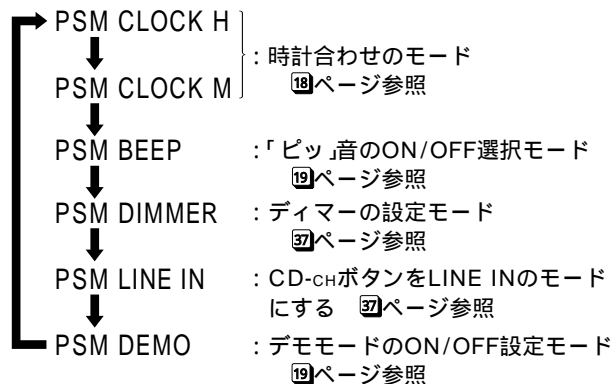 PSM CLOCK H
：時計合わせのモード
18ページ参照
PSM CLOCK M
PSM BEEP ：「ピッ」音のON/OFF選択モード
19ページ参照
PSM DIMMER ：ディマーの設定モード
37ページ参照
PSM LINE IN ：CD-CHボタンをLINE INのモード
にする 37ページ参照
PSM DEMO ：デモモードのON/OFF設定モード
19ページ参照